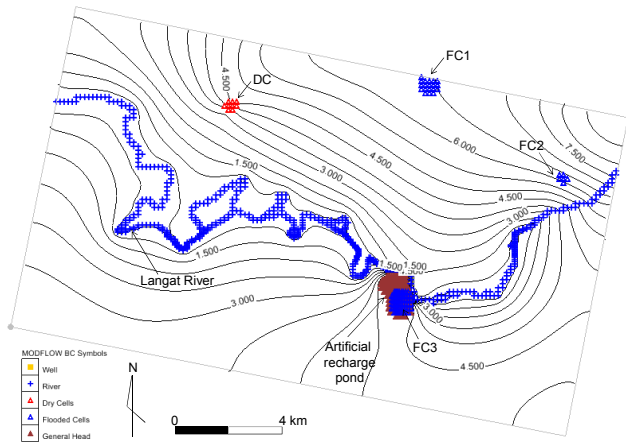 FC1
4.500
DC
6.000
FC2
7.500
1.500
3.000
4.500
4.500
3.000
Langat River
1.500
1.500
1.500
3.000
3.000
Artificial
recharge
pond
FC3
4.500
MODFLOW BC Symbols
Well
River
Dry Cells
Flooded Cells
General Head
N
0
4 km